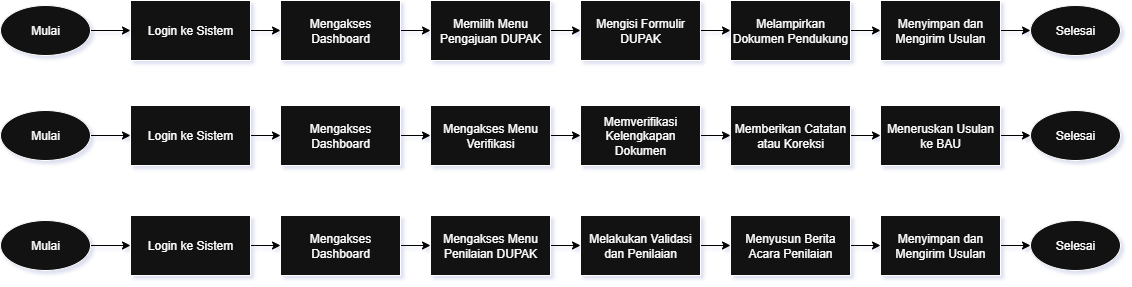 Mulai
Login ke Sistem
Mengakses
Dashboard
Memilih Menu
Pengajuan DUPAK
Mengisi Formulir
DUPAK
Melampirkan
Dokumen Pendukung
Menyimpan dan
Mengirim Usulan
Selesai
Mulai
Login ke Sistem
Mengakses
Dashboard
Mengakses Menu
Verifikasi
Memverifikasi
Kelengkapan
Dokumen
Memberikan Catatan
atau Koreksi
Meneruskan Usulan
ke BAU
Selesai
Mulai
Login ke Sistem
Mengakses
Dashboard
Mengakses Menu
Penilaian DUPAK
Melakukan Validasi
dan Penilaian
Menyusun Berita
Acara Penilaian
Menyimpan dan
Mengirim Usulan
Selesai